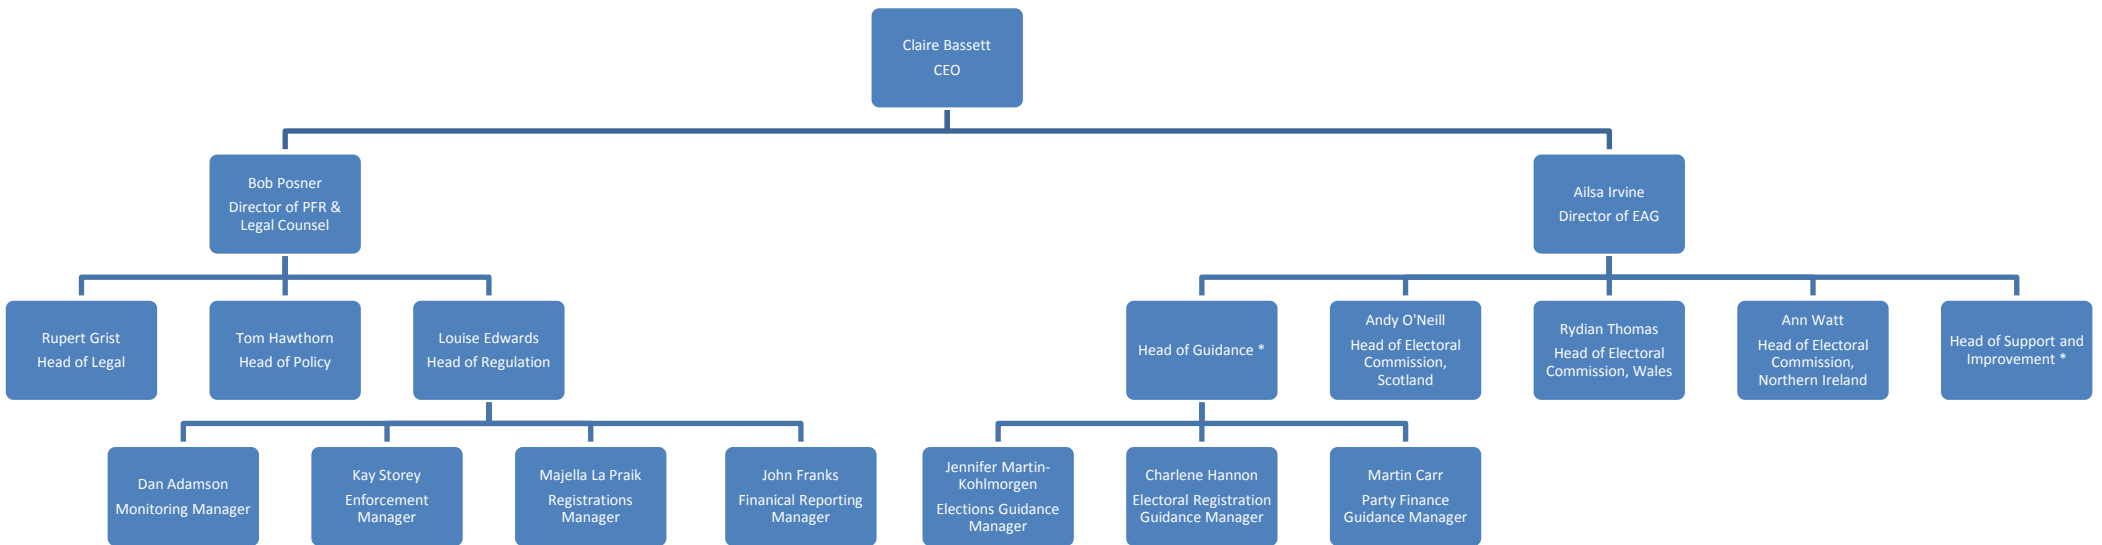 Claire Bassett
CEO
Bob Posner
Director of PFR &
Legal Counsel
Ailsa Irvine
Director of EAG
Rupert Grist
Head of Legal
Tom Hawthorn
Head of Policy
Louise Edwards
Head of Regulation
Head of Guidance *
Andy O'Neill
Head of Electoral
Commission,
Scotland
Rydian Thomas
Head of Electoral
Commission, Wales
Ann Watt
Head of Electoral
Commission,
Northern Ireland
Head of Support and
Improvement *
Dan Adamson
Monitoring Manager
Kay Storey
Enforcement
Manager
Majella La Praik
Registrations
Manager
John Franks
Finanical Reporting
Manager
Jennifer Martin-
Kohlmorgen
Elections Guidance
Manager
Charlene Hannon
Electoral Registration
Guidance Manager
Martin Carr
Party Finance
Guidance Manager